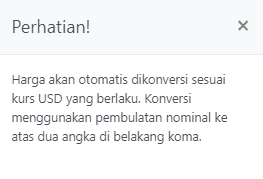 Perhatian!
Harga akan otomatis dikonversi sesuai
kurs USD yang berlaku. Konversi
menggunakan pembulatan nominal ke
atas dua angka di belakang koma.